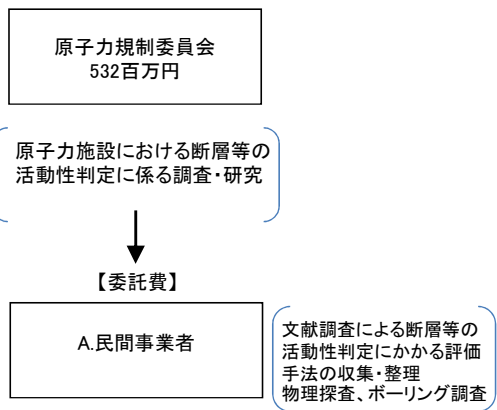 原子力規制委員会
532百万円
原子力施設における断層等の
活動性判定に係る調査・研究
【委託費】
A.民間事業者
文献調査による断層等の
活動性判定にかかる評価
手法の収集・整理
物理探査、ボーリング調査